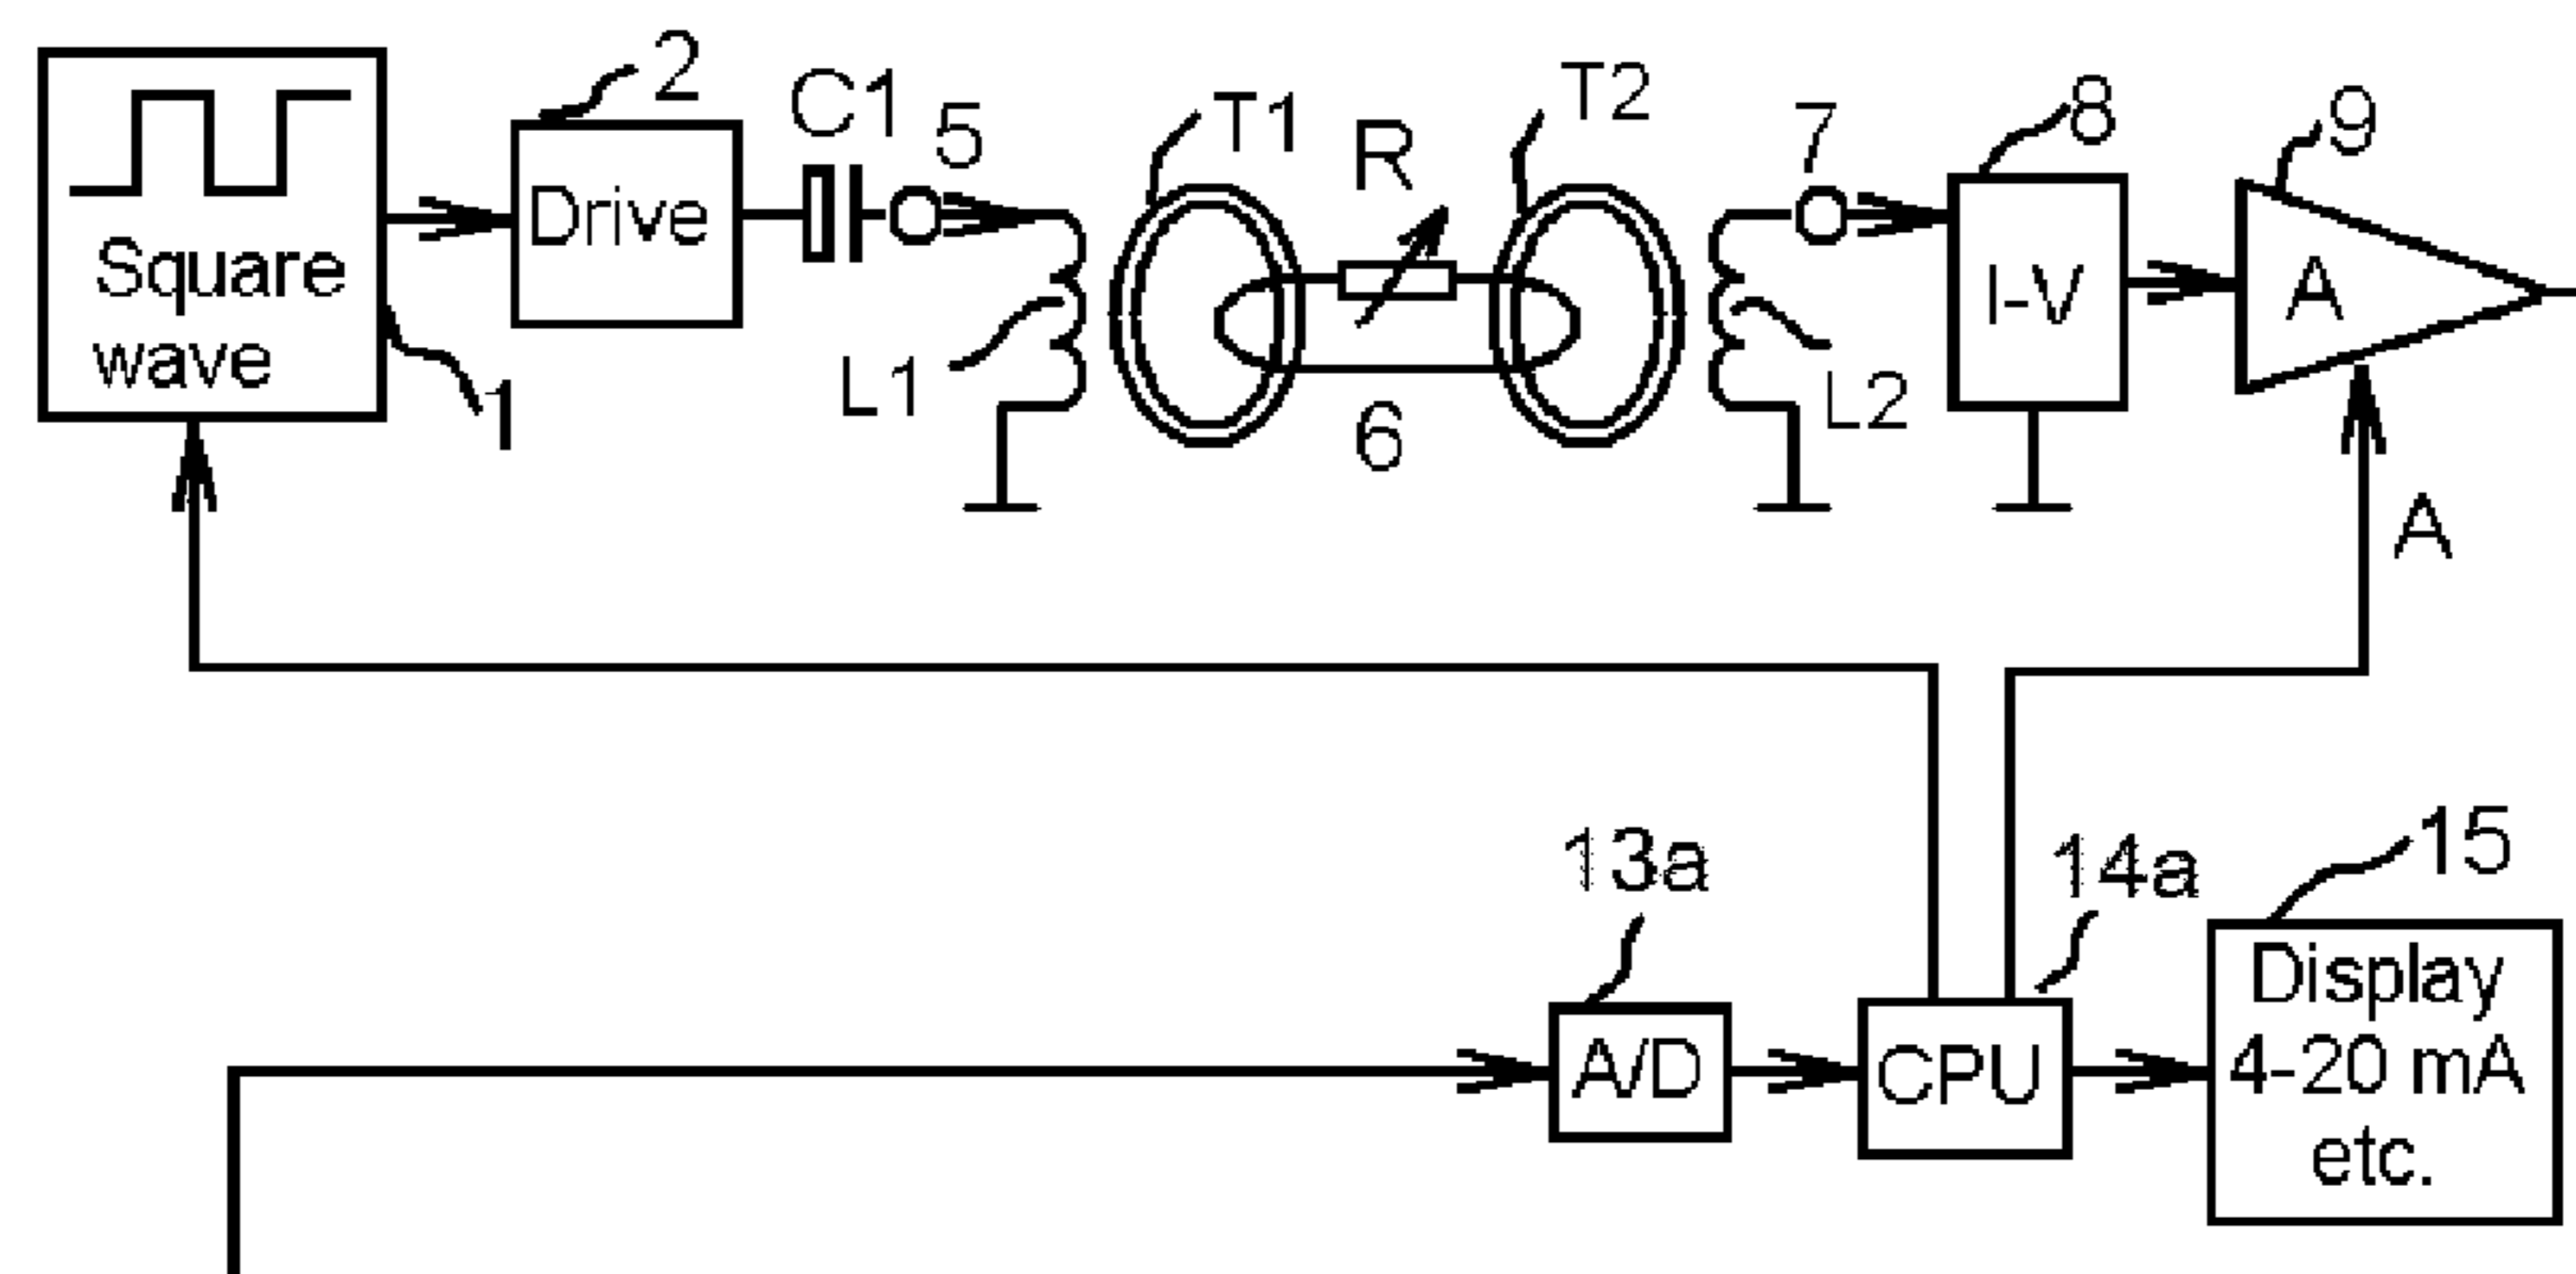 2
C1
5
T1
R
T2
7
8
9
Square
wave
1
Drive
L1
6
L2
I-V
A
A
13a
14a
15
A/D
CPU
Display
4-20 mA
etc.